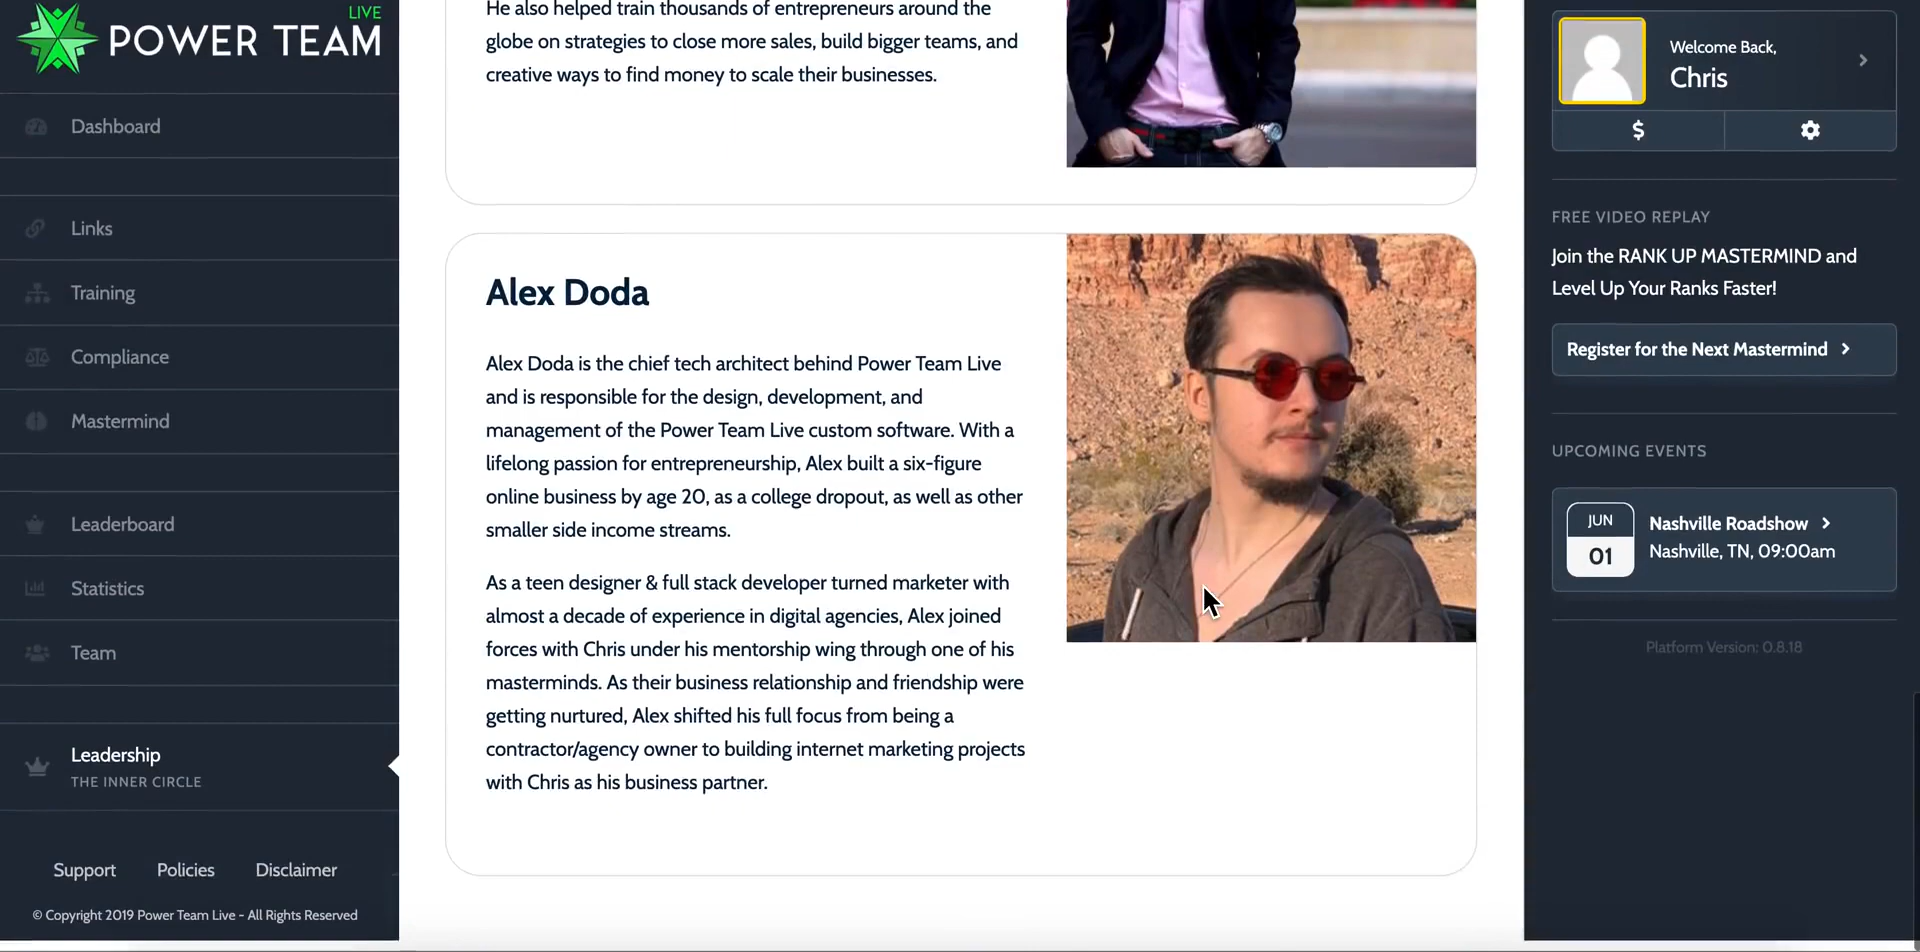 LIVE
POWER TEAM
Dashboard
Links
Training
Compliance
Mastermind
Leaderboard
Statistics
Team
Leadership
THE INNER CIRCLE
Support Policies Disclaimer
© Copyright 2019 Power Team Live - All Rights Reserved
He also helped train thousands of entrepreneurs around the
globe on strategies to close more sales, build bigger teams, and
creative ways to find money to scale their businesses.
Alex Doda
Alex Doda is the chief tech architect behind Power Team Live
and is responsible for the design, development, and
management of the Power Team Live custom software. With a
lifelong passion for entrepreneurship, Alex built a six-figure
online business by age 20, as a college dropout, as well as other
smaller side income streams.
As a teen designer & full stack developer turned marketer with
almost a decade of experience in digital agencies, Alex joined
forces with Chris under his mentorship wing through one of his
masterminds. As their business relationship and friendship were
getting nurtured, Alex shifted his full focus from being a
contractor/agency owner to building internet marketing projects
with Chris as his business partner.
Welcome Back,
Chris
$
FREE VIDEO REPLAY
Join the RANK UP MASTERMIND and
Level Up Your Ranks Faster!
Register for the Next Mastermind
UPCOMING EVENTS
JUN
01
Nashville Roadshow
Nashville, TN, 09:00am
Platform Version: 0.8.18